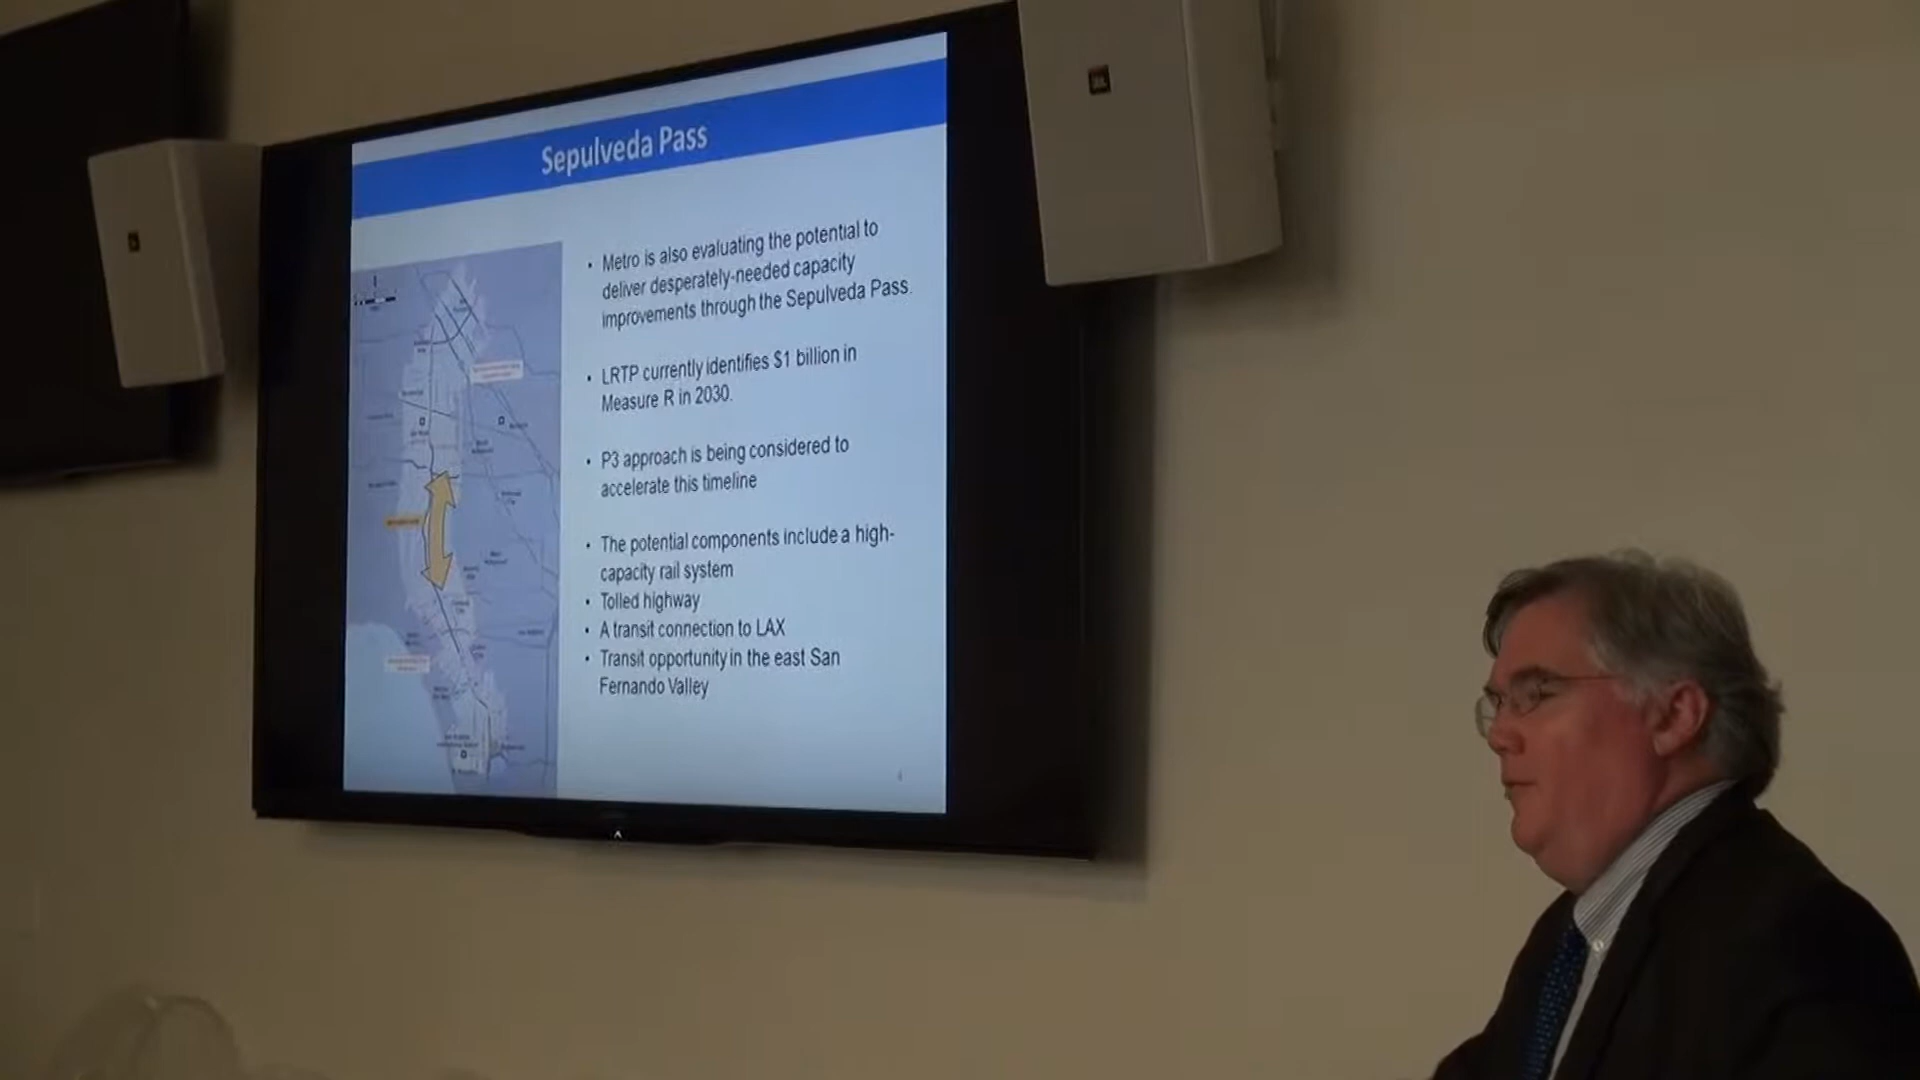 Sepulveda Pass
• Metro is also evaluating the potential to
deliver desperately-needed capacity
improvements through the Sepulveda Pass.
• LRTP currently identifies $1 billion in
Measure R in 2030.
• P3 approach is being considered to
accelerate this timeline
• The potential components include a high-
capacity rail system
• Tolled highway
• A transit connection to LAX
• Transit opportunity in the east San
Fernando Valley
JBL